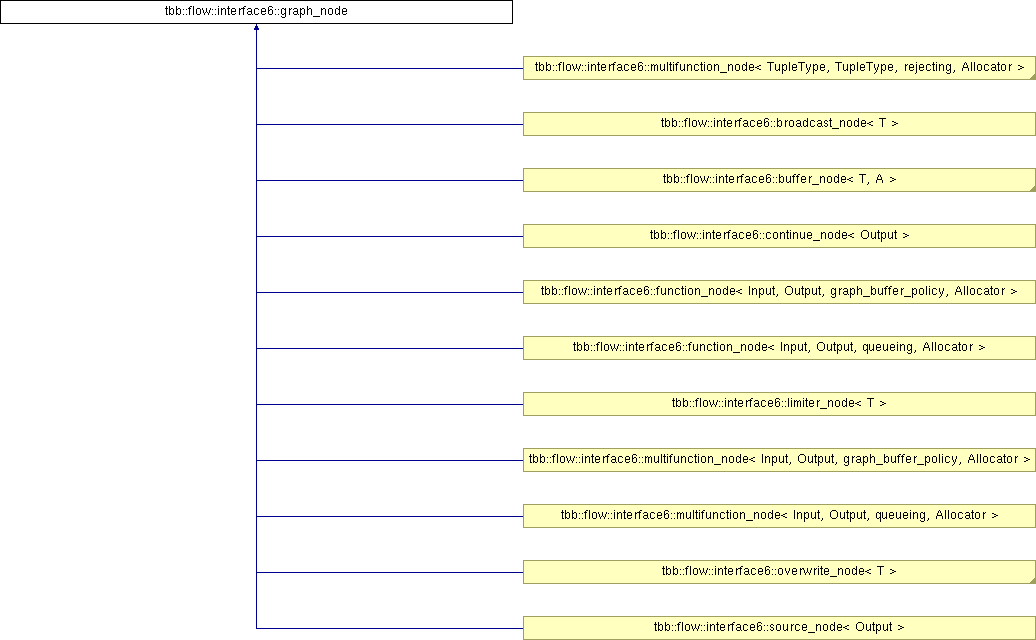 tbb::flow::interface6::graph_node
tbb::flow::interface6::multifunction_node< TupleType, TupleType, rejecting, Allocator >
tbb::flow::interface6::broadcast_node< T >
tbb::flow::interface6::buffer_node< T, A >
tbb::flow::interface6::continue_node< Output >
tbb::flow::interface6::function_node< Input, Output, graph_buffer_policy, Allocator >
tbb::flow::interface6::function_node< Input, Output, queueing, Allocator >
tbb::flow::interface6::limiter_node< T >
tbb::flow::interface6::multifunction_node< Input, Output, graph_buffer_policy, Allocator >
tbb::flow::interface6::multifunction_node< Input, Output, queueing, Allocator >
tbb::flow::interface6::overwrite_node< T >
tbb::flow::interface6::source_node< Output >